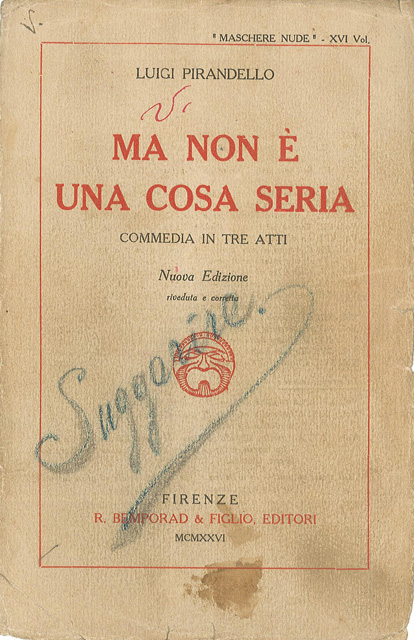 " MASCHERE NUDE " - XVI Vol.
LUIGI PIRANDELLO
MA NON È
UNA COSA SERIA
COMMEDIA IN TRE ATTI
Nuova Edizione
riveduta e corretta
FIRENZE
R. BEMPORAD & FIGLIO, EDITORI
MCMXXVI